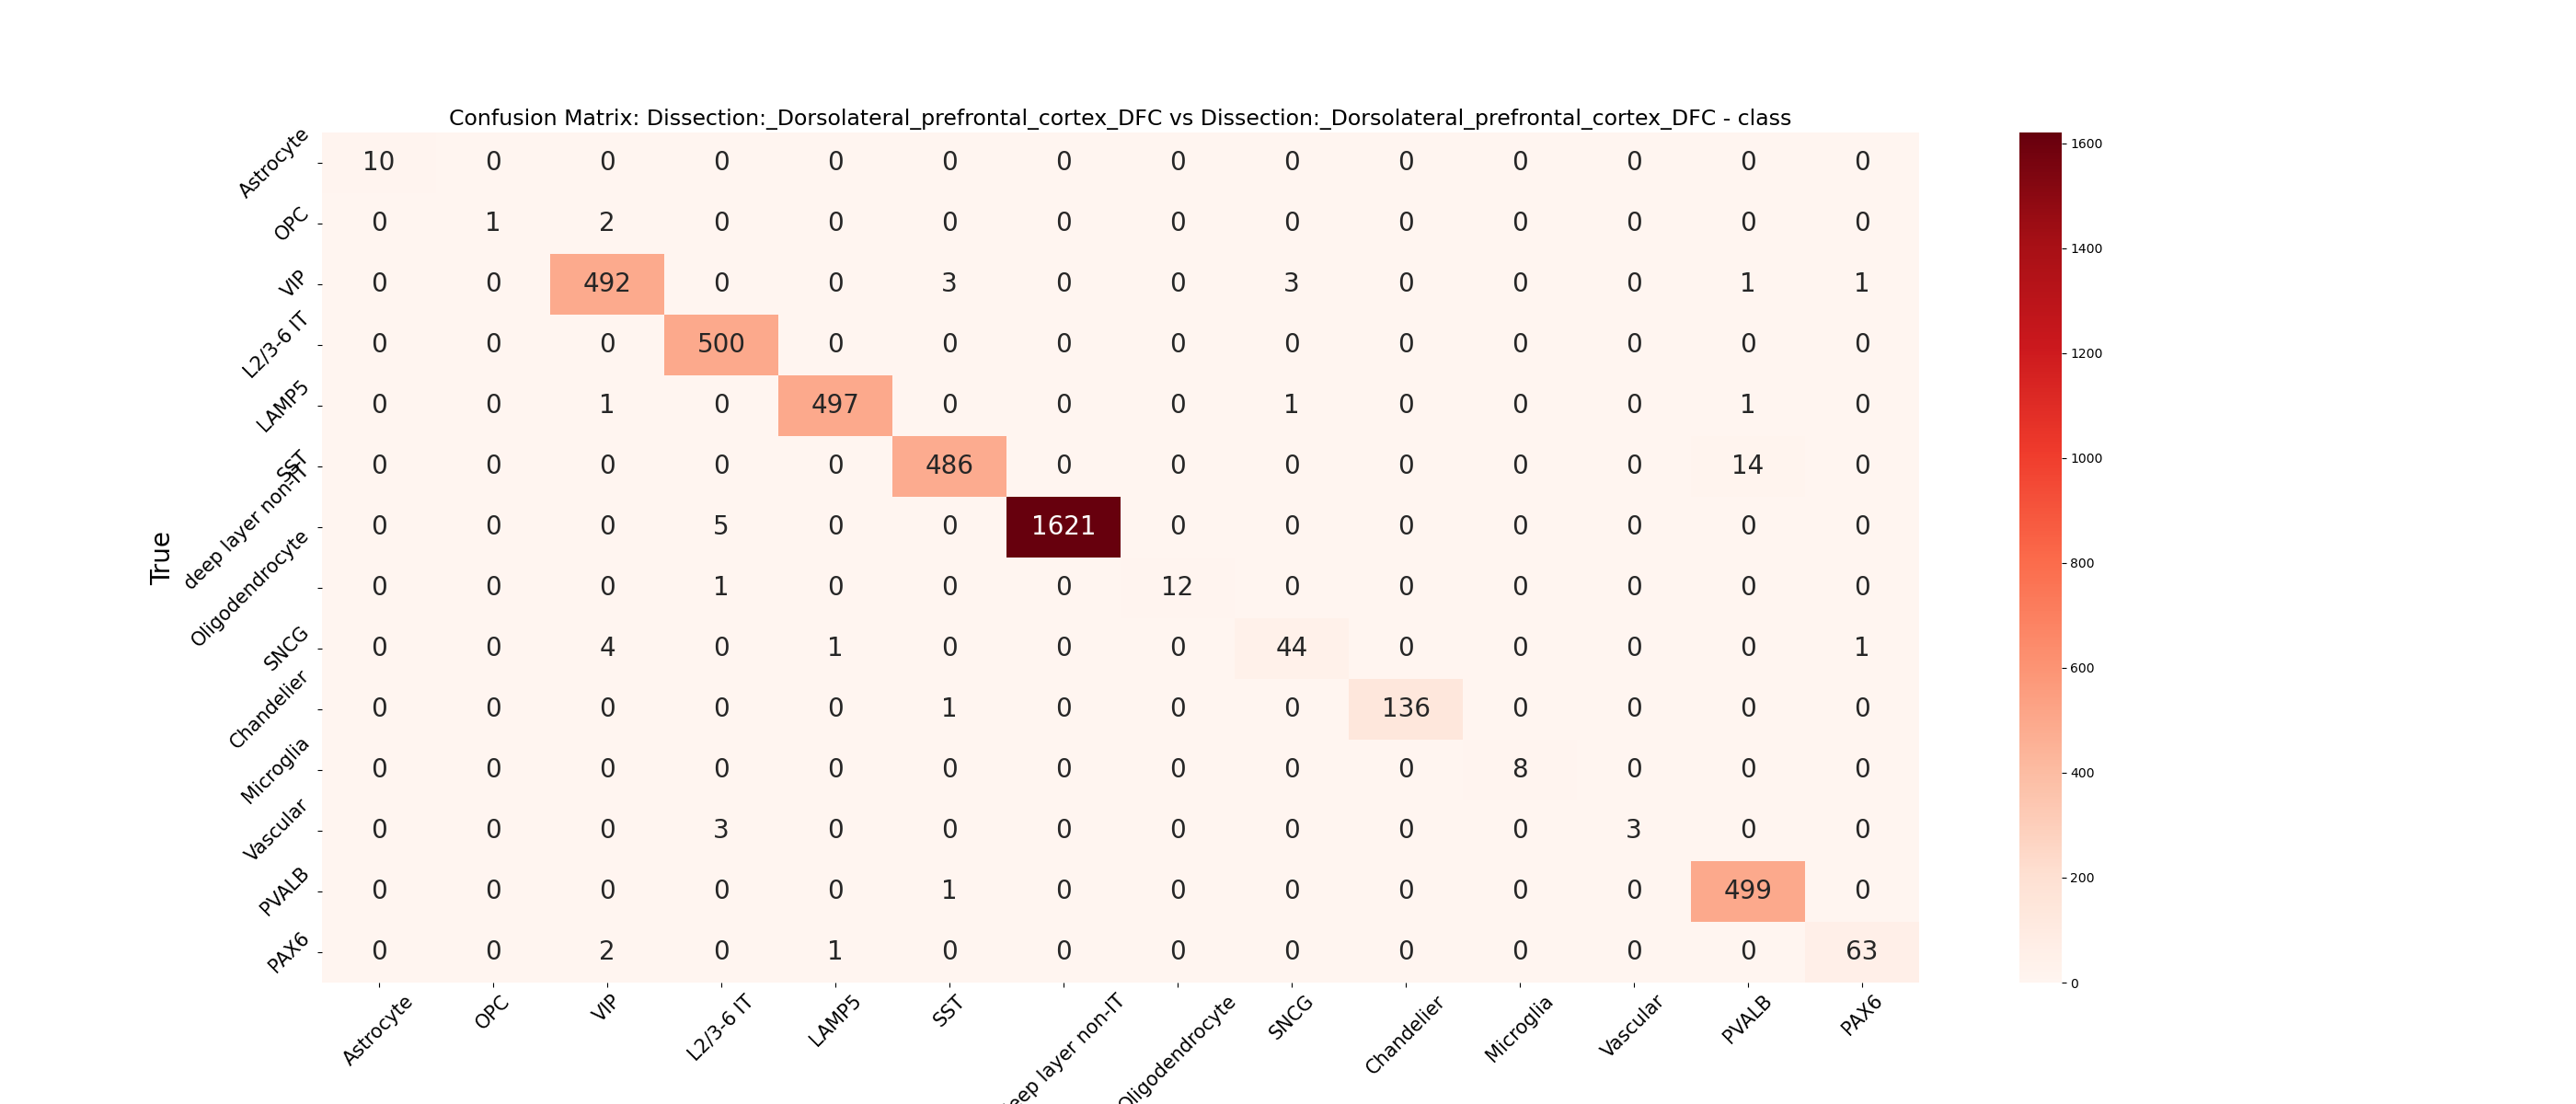 Confusion Matrix: Dissection:_Dorsolateral_prefrontal_cortex_DFC vs Dissection:_Dorsolateral_prefrontal_cortex_DFC - class
True
Astrocyte 10 0 0 0 0 0 0 0 0 0 0 0 0 0
OPC 0 1 2 0 0 0 0 0 0 0 0 0 0 0
VIP 0 0 492 0 0 3 0 0 3 0 0 0 1 1
L2/3-6 IT 0 0 0 500 0 0 0 0 0 0 0 0 0 0
LAMP5 0 0 1 0 497 0 0 0 1 0 0 0 1 0
SST 0 0 0 0 0 486 0 0 0 0 0 0 14 0
deep layer non-IT 0 0 0 5 0 0 1621 0 0 0 0 0 0 0
Oligodendrocyte 0 0 0 1 0 0 0 12 0 0 0 0 0 0
SNCG 0 0 4 0 1 0 0 0 44 0 0 0 0 1
Chandelier 0 0 0 0 0 1 0 0 0 136 0 0 0 0
Microglia 0 0 0 0 0 0 0 0 0 0 8 0 0 0
Vascular 0 0 0 3 0 0 0 0 0 0 0 3 0 0
PVALB 0 0 0 0 0 1 0 0 0 0 0 0 499 0
PAX6 0 0 2 0 1 0 0 0 0 0 0 0 0 63
Astrocyte OPC VIP L2/3-6 IT LAMP5 SST eep layer non-IT Oligodendrocyte SNCG Chandelier Microglia Vascular PVALB PAX6
1600
1400
1200
1000
800
600
400
200
0